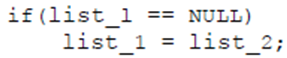 if(list_1 == NULL)
    list_1 = list_2;